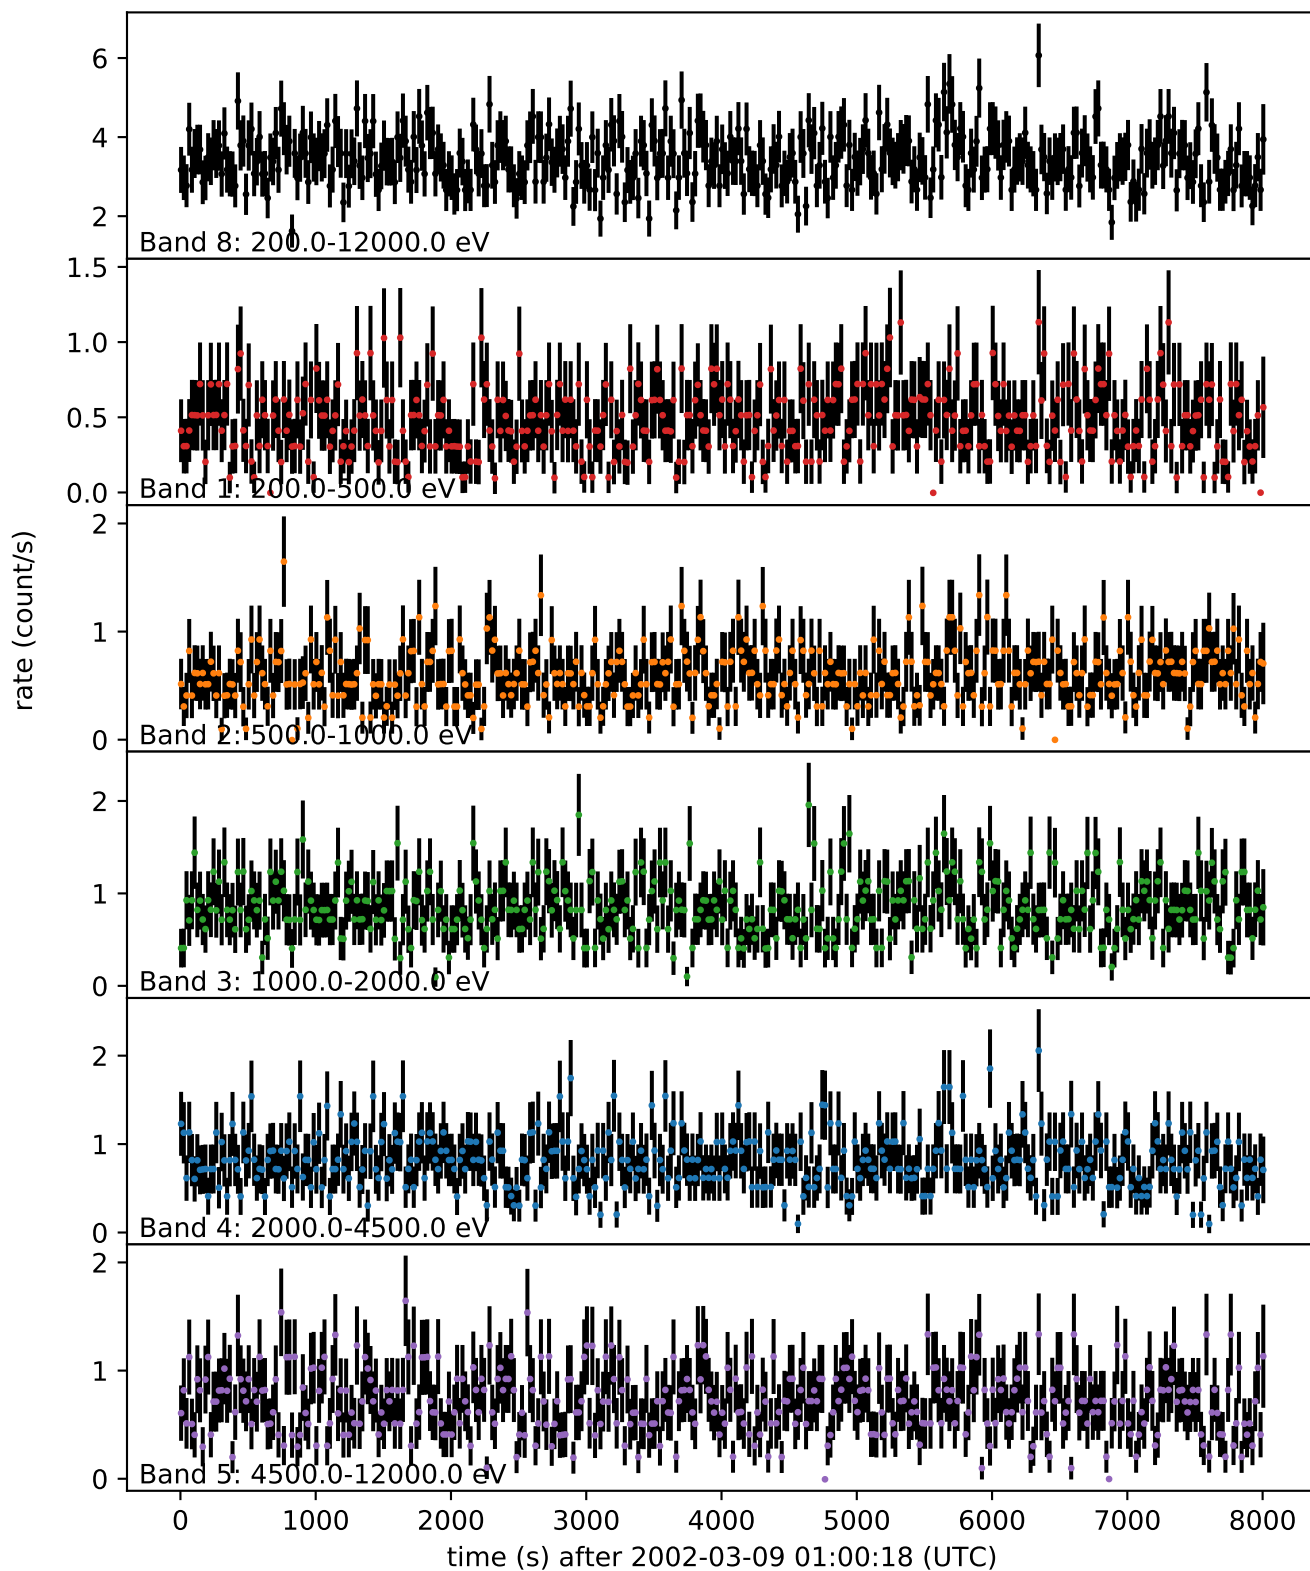 6
4
2
Band 8: 200.0-12000.0 eV
1.5
1.0
0.5
0.0
Band 1: 200.0-500.0 eV
2
1
0
Band 2: 500.0-1000.0 eV
rate (count/s)
2
1
0
Band 3: 1000.0-2000.0 eV
2
1
0
Band 4: 2000.0-4500.0 eV
2
1
0
Band 5: 4500.0-12000.0 eV
0 1000 2000 3000 4000 5000 6000 7000 8000
time (s) after 2002-03-09 01:00:18 (UTC)